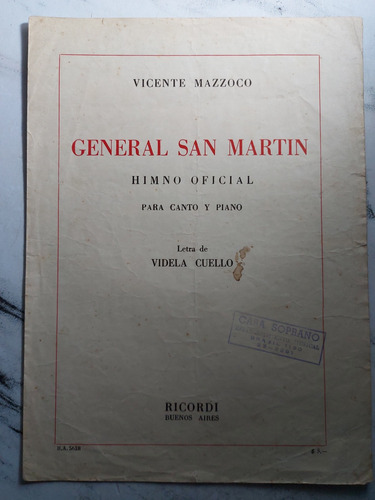 VICENTE MAZZOCO
GENERAL SAN MARTIN
HIMNO OFICIAL
PARA CANTO Y PIANO
Letra de
VIDELA CUELLO
CASA SOPRANO
RICORDI
BUENOS AIRES